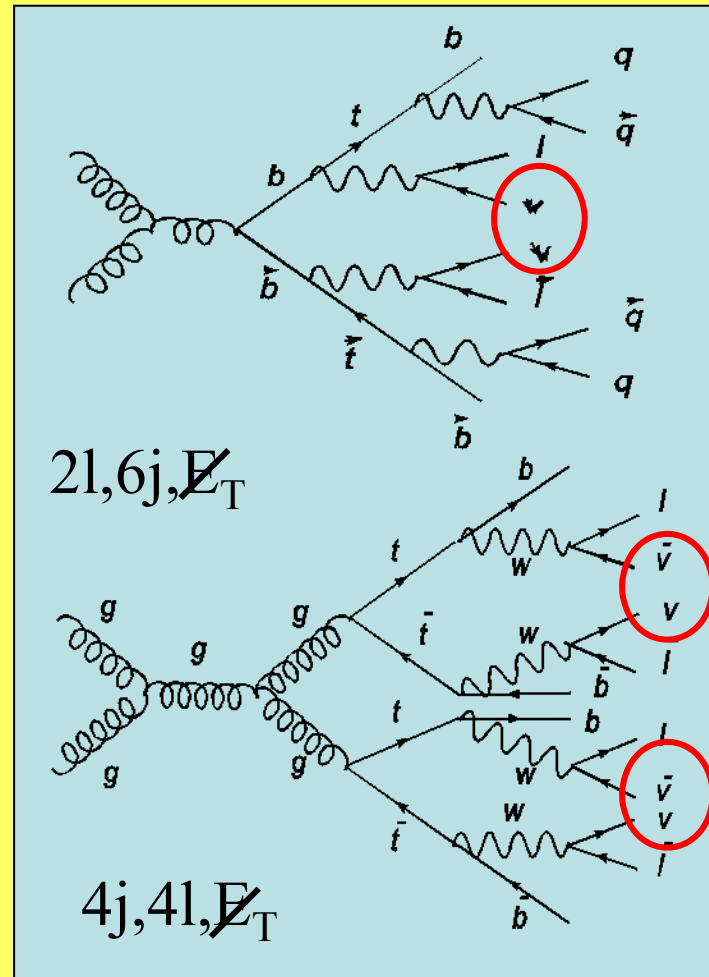 b
q
t
q̄
l
b
ν
ν
b̄
l̄
q̄
t̄
q
b̄
2l,6j,E̸T
b
l
t
w
v̄
g
g
g
v
t̄
w
l̄
b̄
t
b
l
g
g
w
v̄
w
v
t̄
l̄
b̄
4j,4l,E̸T